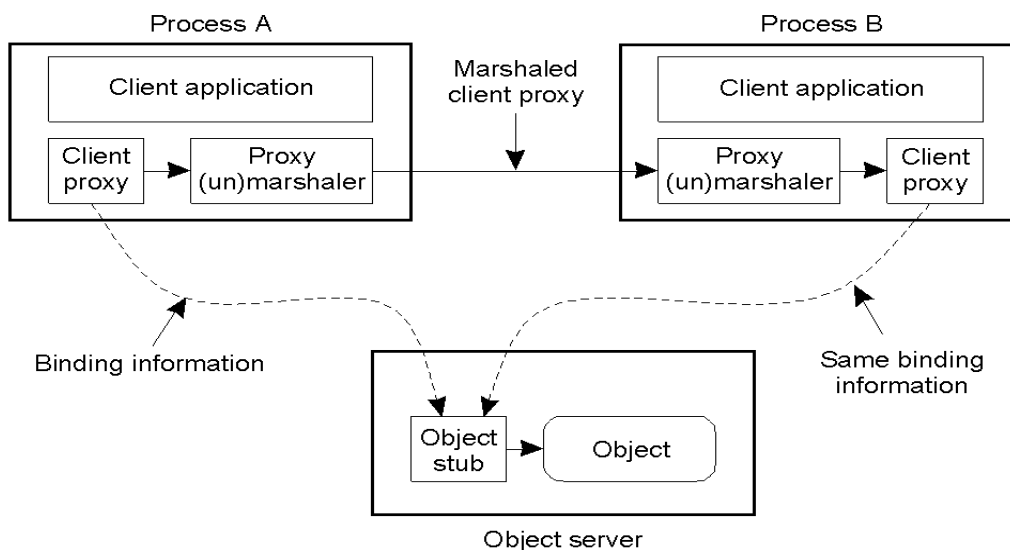 Process A
Process B
Client application
Marshaled
client proxy
Client application
Client
proxy
Proxy
(un)marshaler
Proxy
(un)marshaler
Client
proxy
Binding information
Same binding
information
Object
stub
Object
Object server